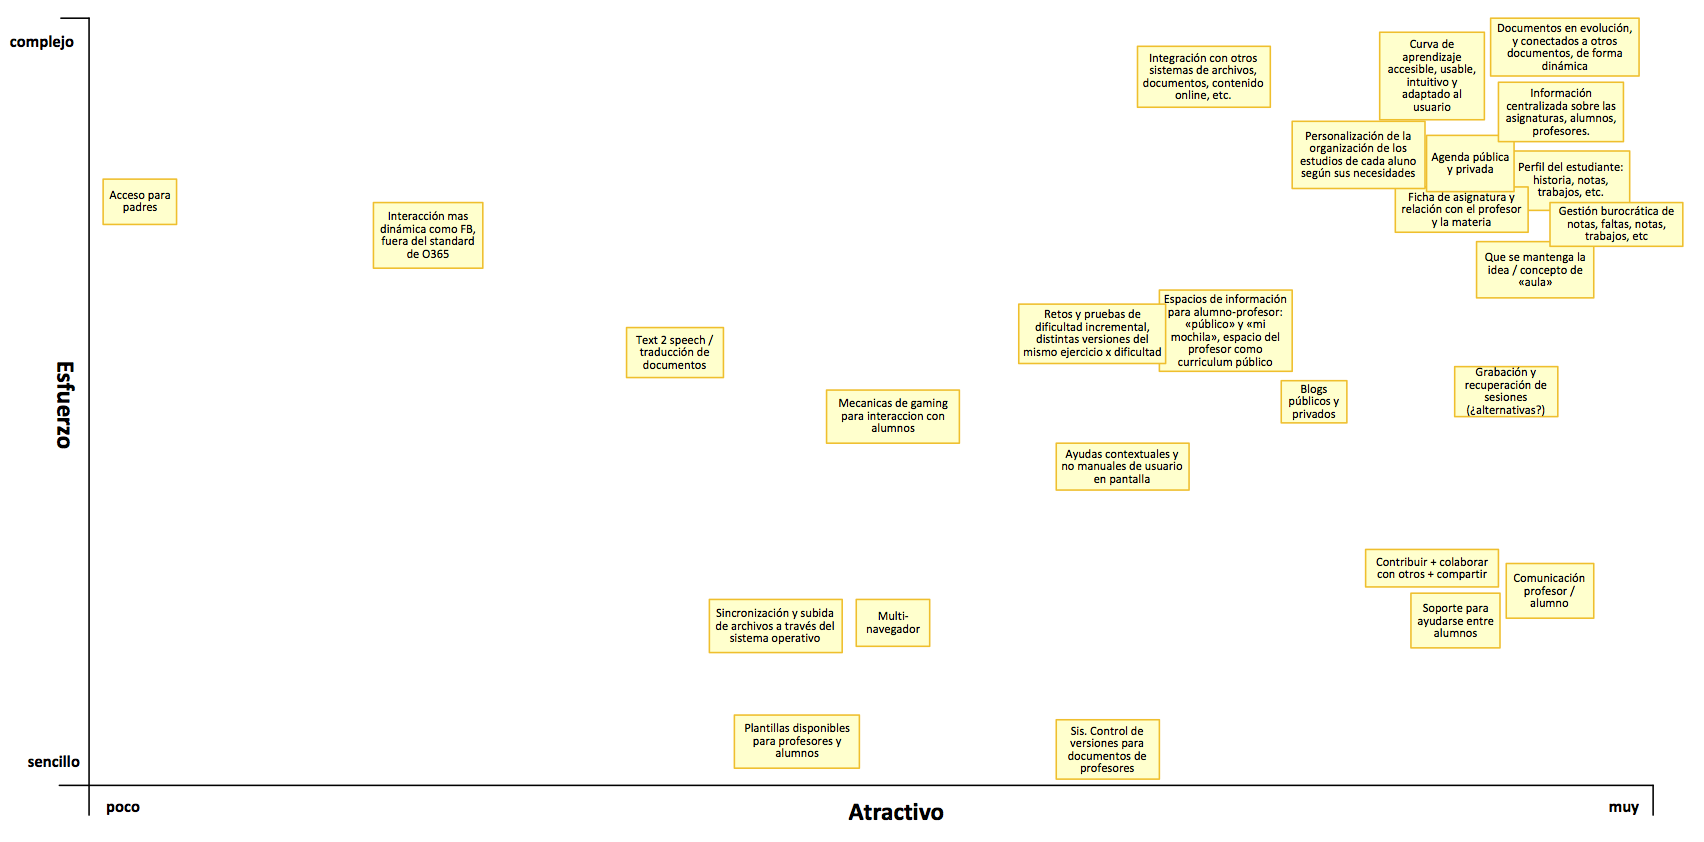 complejo
Esfuerzo
sencillo
poco
Atractivo
muy
Acceso para
padres
Interacción mas
dinámica como FB,
fuera del standard
de O365
Text 2 speech /
traducción de
documentos
Mecanicas de gaming
para interaccion con
alumnos
Sincronización y subida
de archivos a través del
sistema operativo
Multi-
navegador
Plantillas disponibles
para profesores y
alumnos
Sis. Control de
versiones para
documentos de
profesores
Ayudas contextuales y
no manuales de usuario
en pantalla
Retos y pruebas de
dificultad incremental,
distintas versiones del
mismo ejercicio x dificultad
Espacios de información
para alumno-profesor:
«público» y «mi
mochila», espacio del
profesor como
curriculum público
Integración con otros
sistemas de archivos,
documentos, contenido
online, etc.
Curva de
aprendizaje
accesible, usable,
intuitivo y
adaptado al
usuario
Documentos en evolución,
y conectados a otros
documentos, de forma
dinámica
Información
centralizada sobre las
asignaturas, alumnos,
profesores.
Personalización de la
organización de los
estudios de cada aluno
según sus necesidades
Agenda pública
y privada
Perfil del estudiante:
historia, notas,
trabajos, etc.
Ficha de asignatura y
relación con el profesor
y la materia
Gestión burocrática de
notas, faltas, notas,
trabajos, etc
Que se mantenga la
idea / concepto de
«aula»
Blogs
públicos y
privados
Grabación y
recuperación de
sesiones
(¿alternativas?)
Contribuir + colaborar
con otros + compartir
Comunicación
profesor /
alumno
Soporte para
ayudarse entre
alumnos